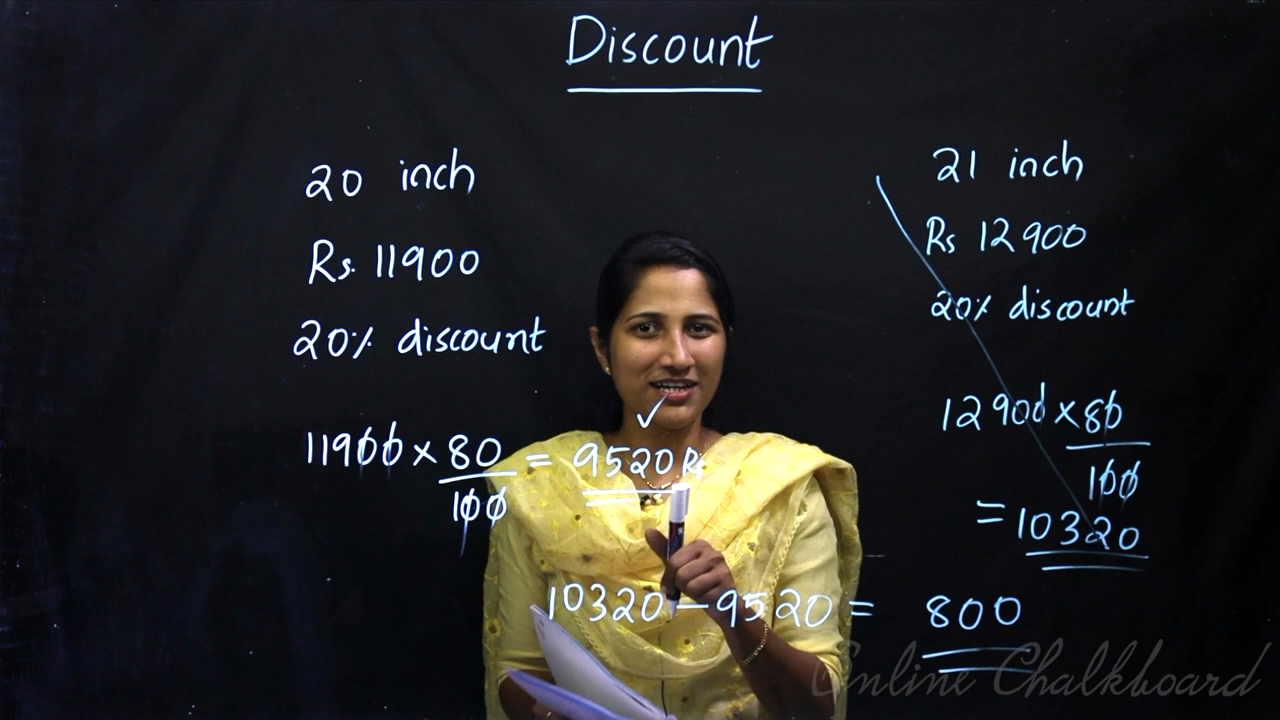 Discount
20 inch
Rs. 11900
20% discount
11900 × 80 = 9520 Rs
100
21 inch
Rs 12900
20% discount
12900 × 80
100
= 10320
10320 − 9520 = 800
Online Chalkboard